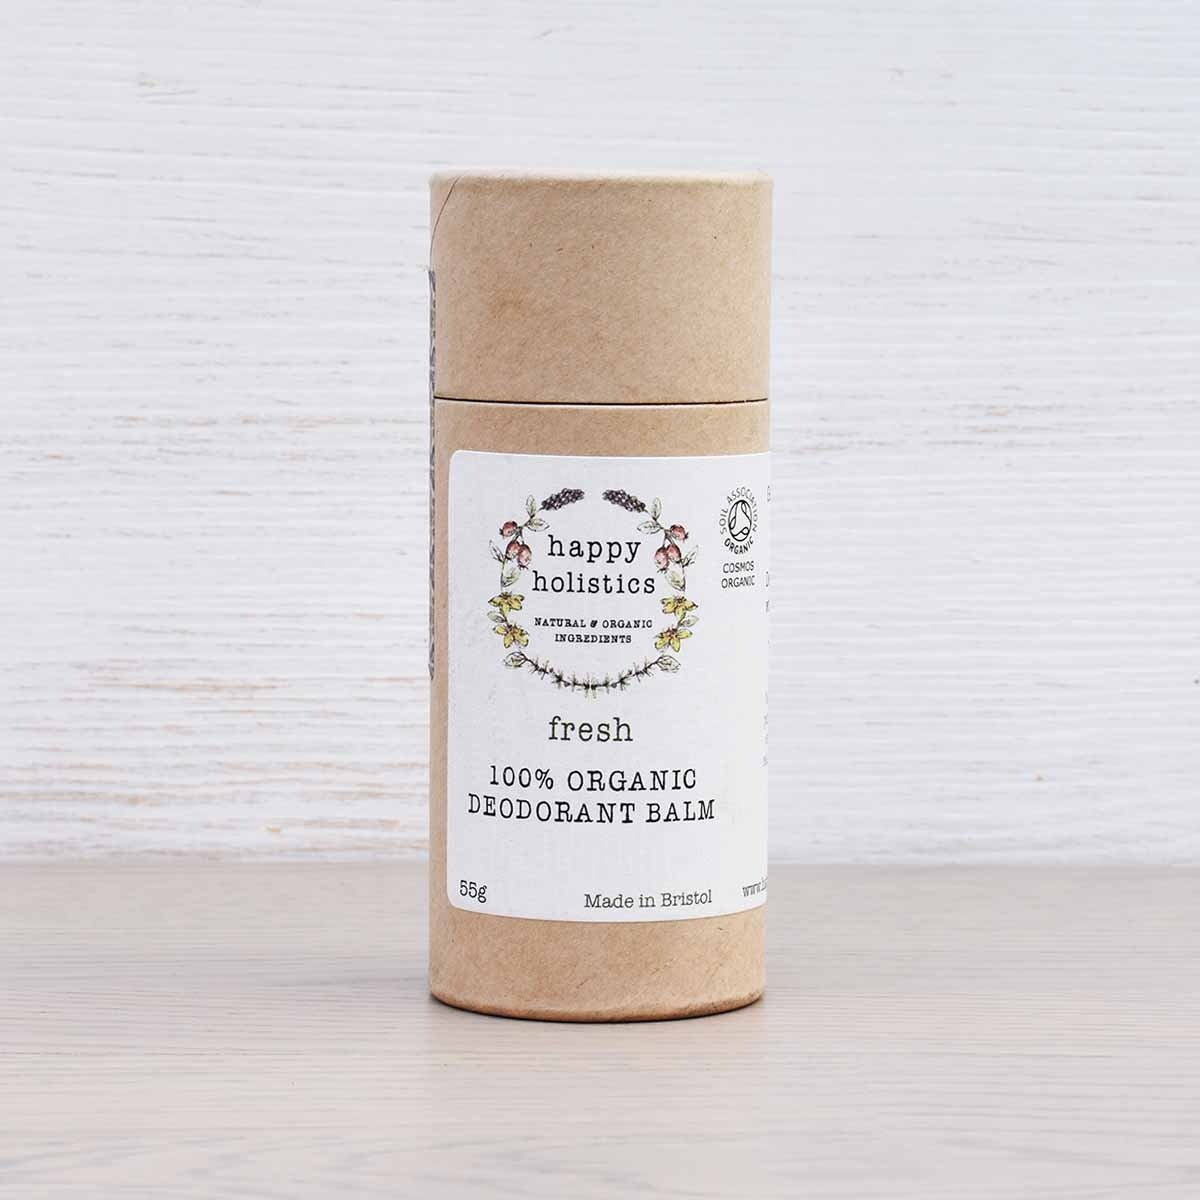 happy
holistics
NATURAL & ORGANIC
INGREDIENTS
fresh
100% ORGANIC
DEODORANT BALM
55g
Made in Bristol
SOIL ASSOCIATION
ORGANIC
COSMOS
ORGANIC
www.